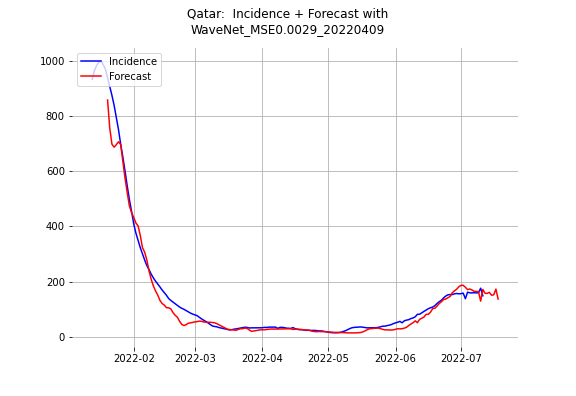 Qatar:  Incidence + Forecast with
WaveNet_MSE0.0029_20220409
Incidence
Forecast
1000
800
600
400
200
0
2022-02 2022-03 2022-04 2022-05 2022-06 2022-07